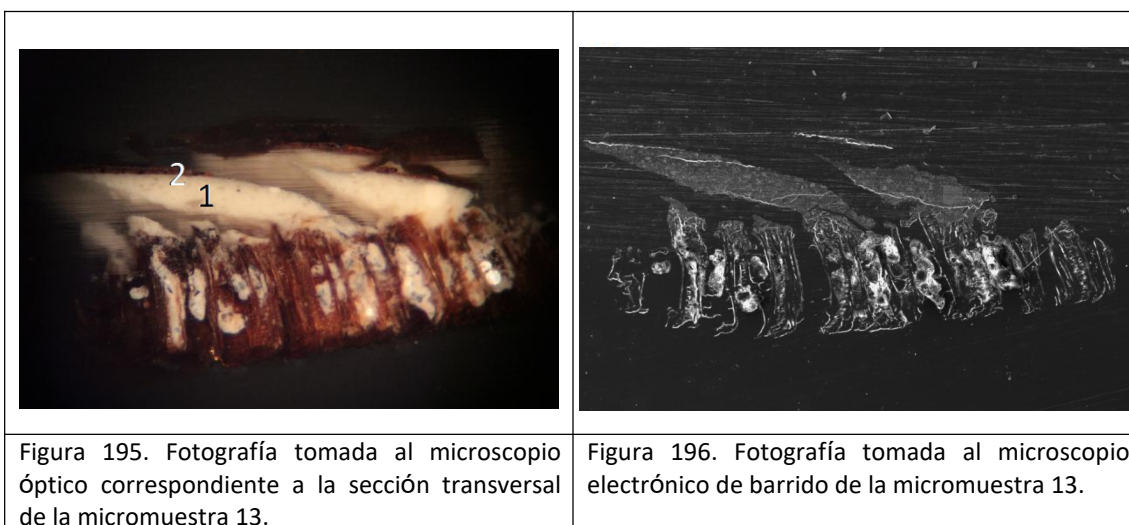 2
1
Figura 195. Fotografía tomada al microscopio
óptico correspondiente a la sección transversal
de la micromuestra 13.
Figura 196. Fotografía tomada al microscopio
electrónico de barrido de la micromuestra 13.